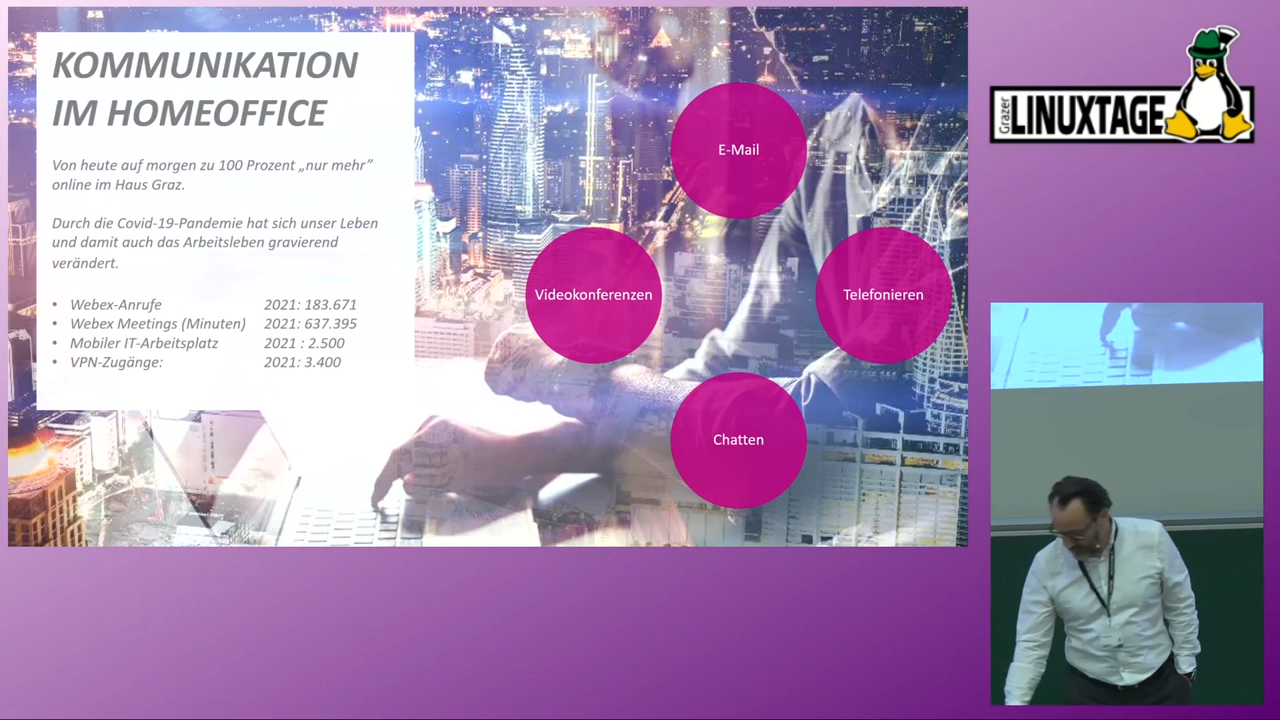 KOMMUNIKATION
IM HOMEOFFICE
Von heute auf morgen zu 100 Prozent „nur mehr”
online im Haus Graz.
Durch die Covid-19-Pandemie hat sich unser Leben
und damit auch das Arbeitsleben gravierend
verändert.
• Webex-Anrufe 2021: 183.671
• Webex Meetings (Minuten) 2021: 637.395
• Mobiler IT-Arbeitsplatz 2021 : 2.500
• VPN-Zugänge: 2021: 3.400
E-Mail
Videokonferenzen
Telefonieren
Chatten
Grazer
LINUXTAGE